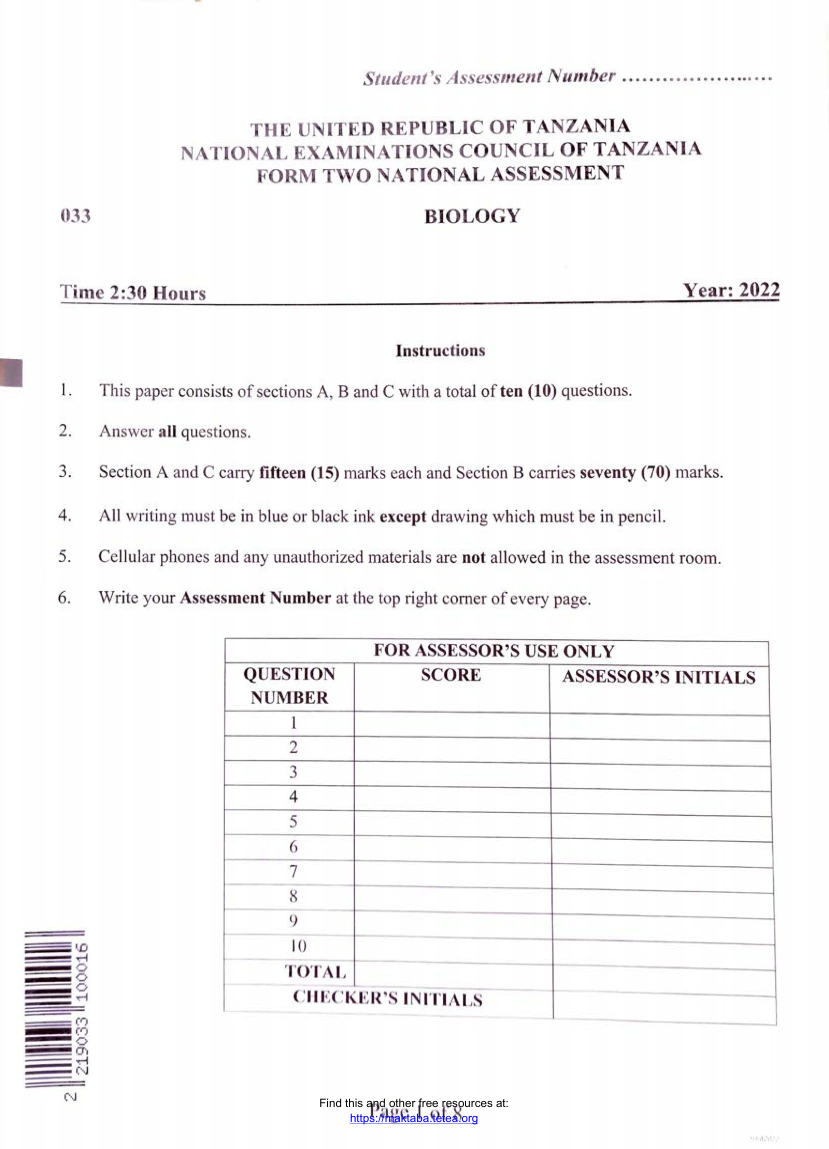 Student's Assessment Number ........................
THE UNITED REPUBLIC OF TANZANIA
NATIONAL EXAMINATIONS COUNCIL OF TANZANIA
FORM TWO NATIONAL ASSESSMENT
033 BIOLOGY
Time 2:30 Hours Year: 2022
Instructions
1. This paper consists of sections A, B and C with a total of ten (10) questions.
2. Answer all questions.
3. Section A and C carry fifteen (15) marks each and Section B carries seventy (70) marks.
4. All writing must be in blue or black ink except drawing which must be in pencil.
5. Cellular phones and any unauthorized materials are not allowed in the assessment room.
6. Write your Assessment Number at the top right corner of every page.
FOR ASSESSOR'S USE ONLY
QUESTION NUMBER SCORE ASSESSOR'S INITIALS
1
2
3
4
5
6
7
8
9
10
TOTAL
CHECKER'S INITIALS
2 219033 100016
Find this and other free resources at:
Page 1 of 8
https://maktaba.tetea.org